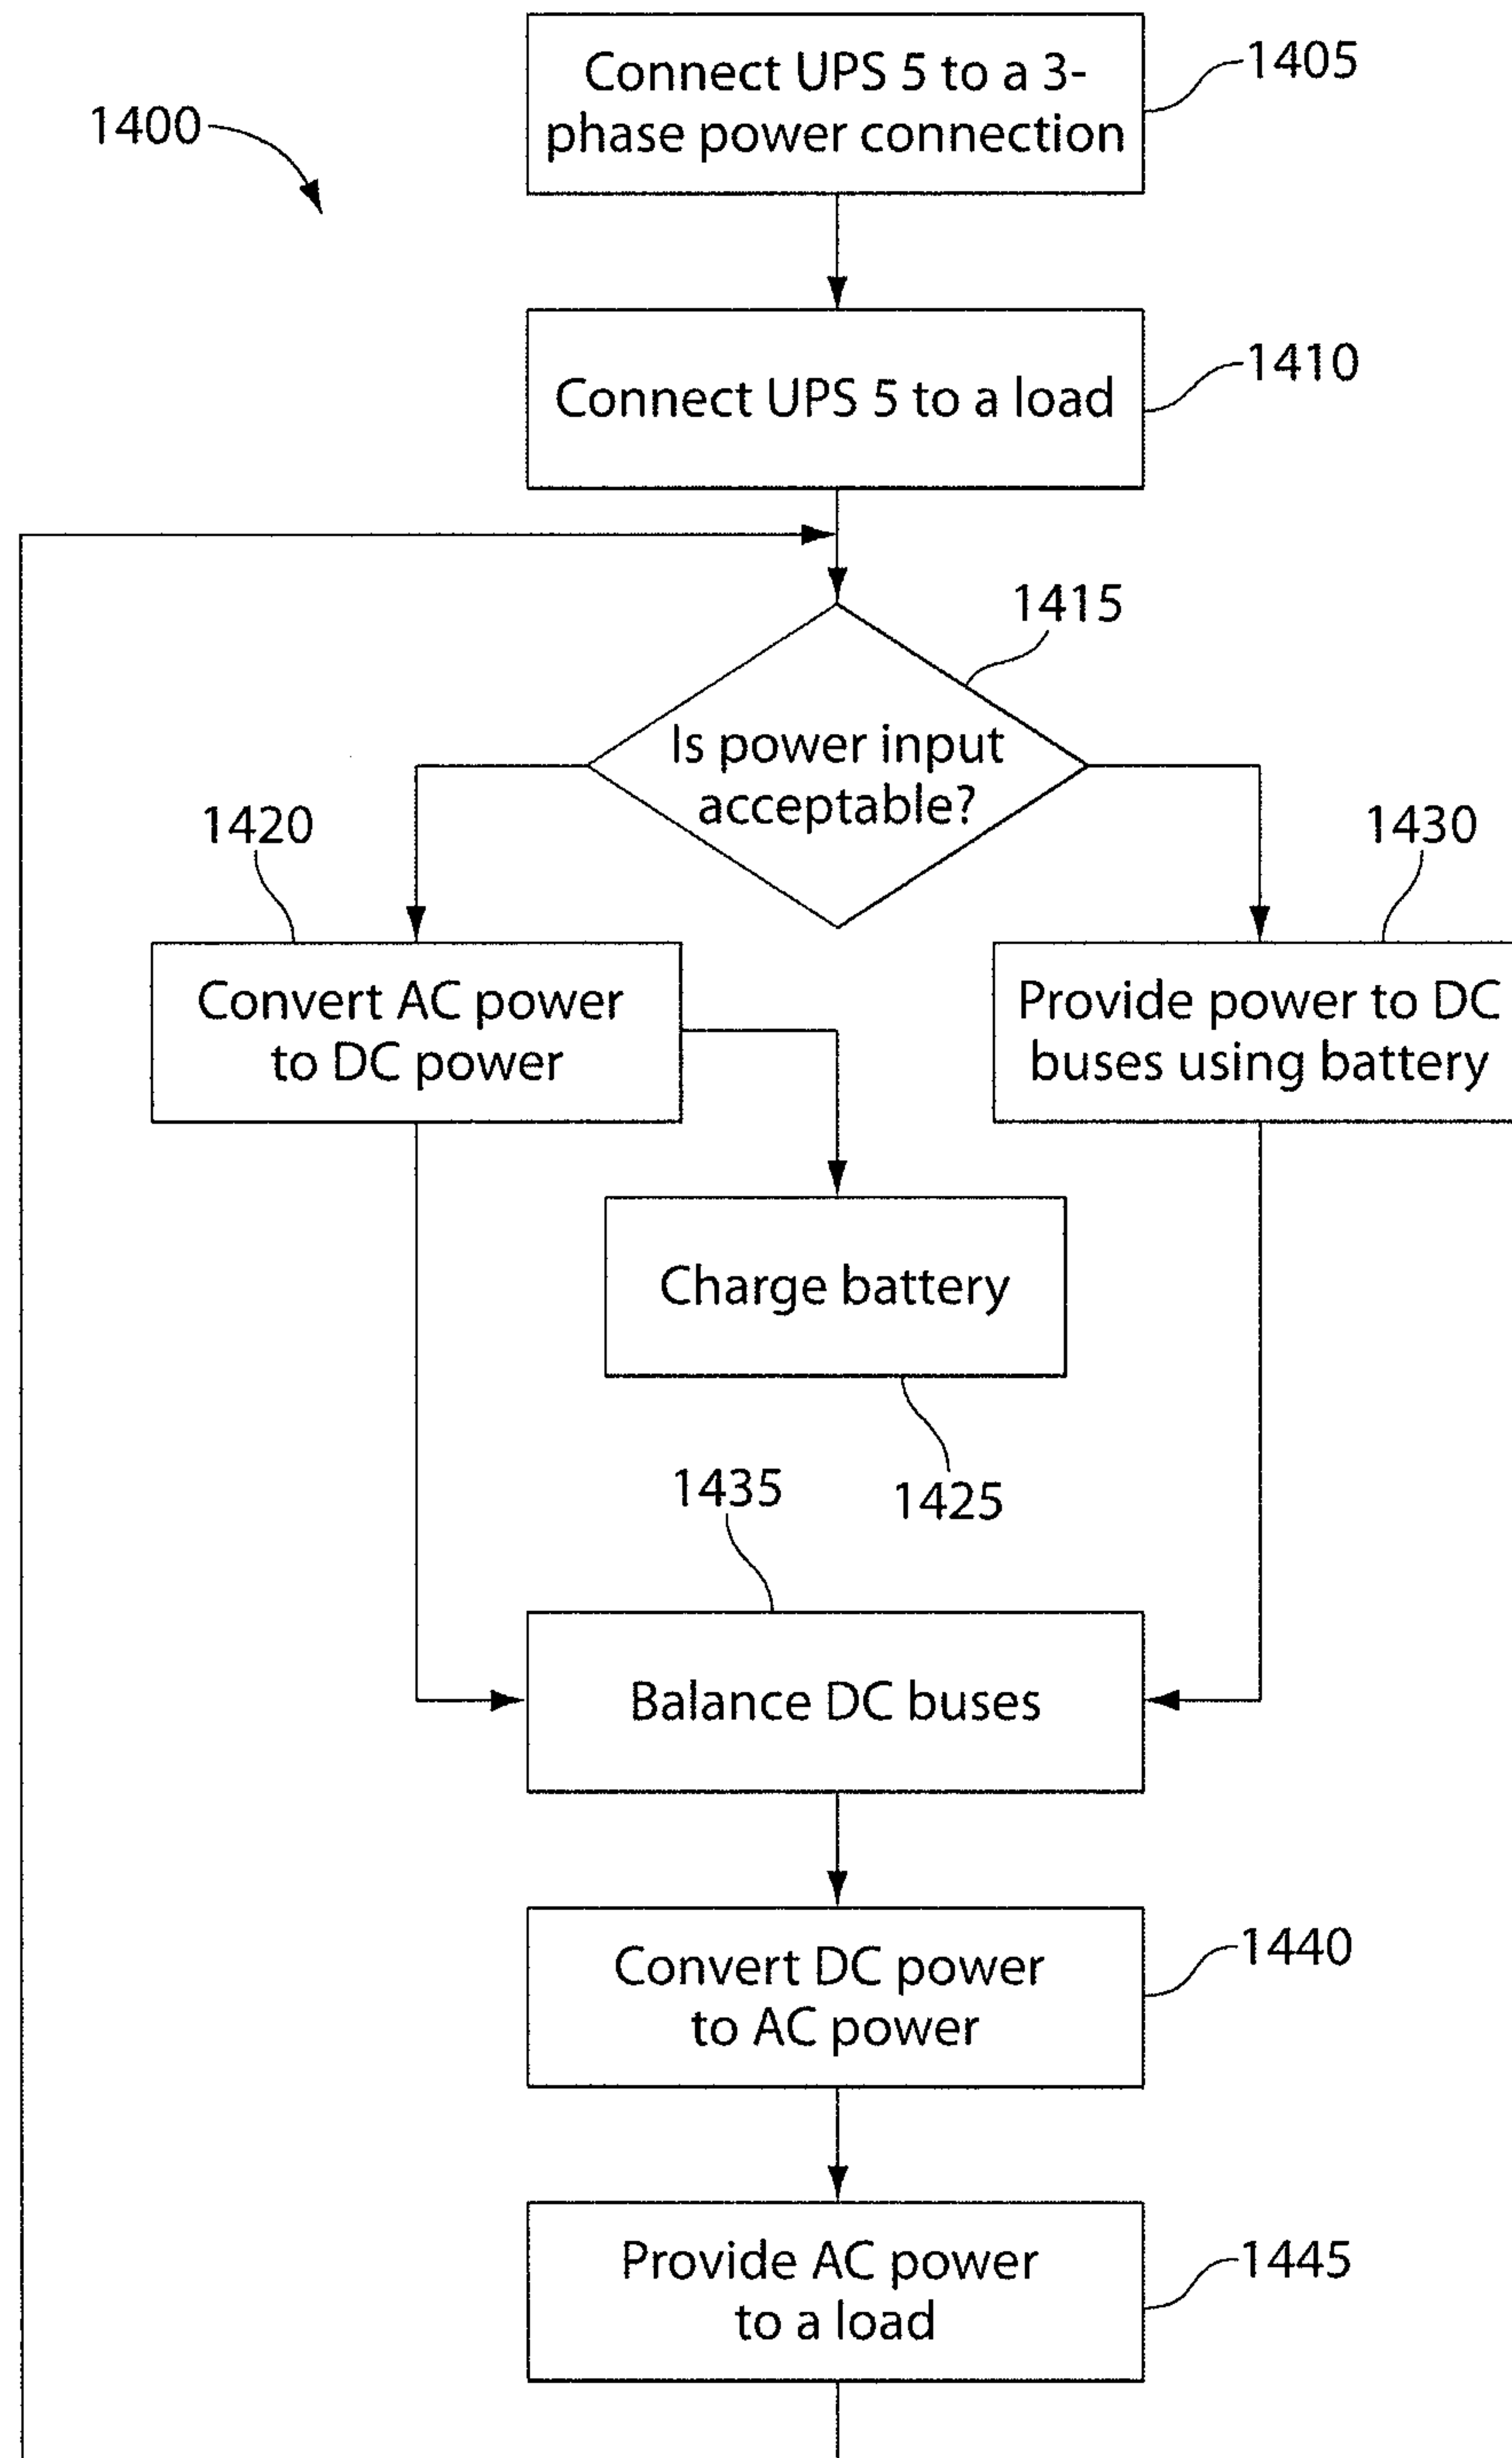 Connect UPS 5 to a 3-
phase power connection
1405
1400
Connect UPS 5 to a load
1410
1415
Is power input
acceptable?
1420
1430
Convert AC power
to DC power
Provide power to DC
buses using battery
Charge battery
1435
1425
Balance DC buses
Convert DC power
to AC power
1440
Provide AC power
to a load
1445